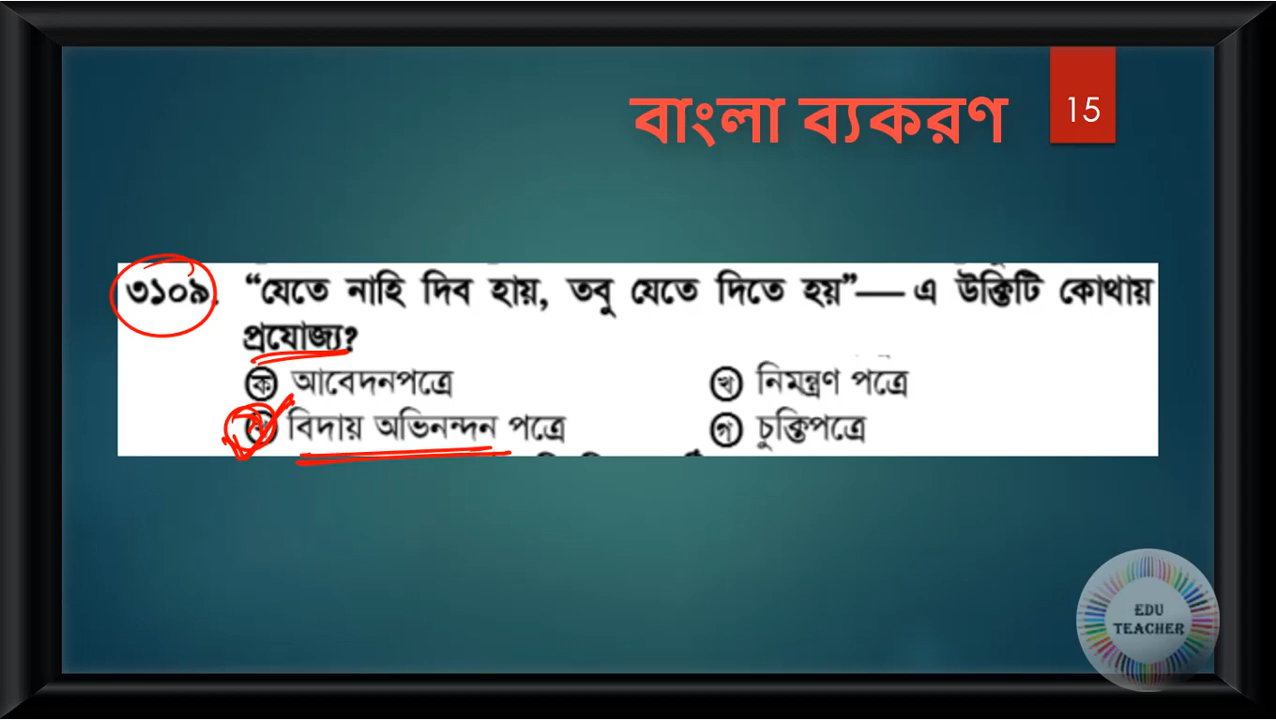 বাংলা ব্যকরণ
15
৩১০৯. “যেতে নাহি দিব হায়, তবু যেতে দিতে হয়”—এ উক্তিটি কোথায়
প্রযোজ্য?
ক আবেদনপত্রে খ নিমন্ত্রণ পত্রে
বিদায় অভিনন্দন পত্রে গ চুক্তিপত্রে
EDU
TEACHER